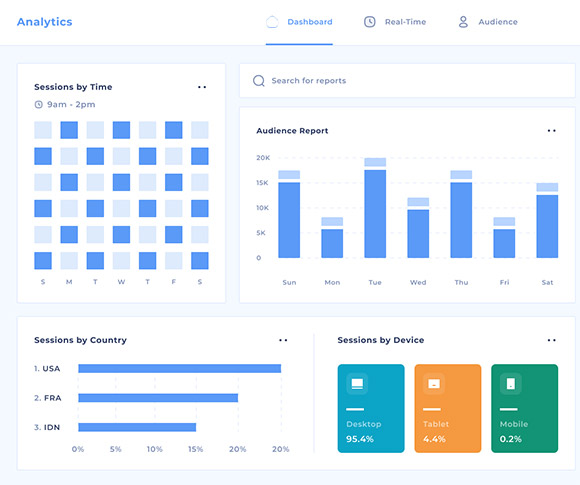 Analytics
Dashboard
Real-Time
Audience
Sessions by Time
9am - 2pm
S M T W T F S
Search for reports
Audience Report
20K
15K
10K
5K
0
Sun Mon Tue Wed Thu Fri Sat
Sessions by Country
1. USA
2. FRA
3. IDN
0% 5% 10% 15% 20% 20%
Sessions by Device
Desktop
95.4%
Tablet
4.4%
Mobile
0.2%